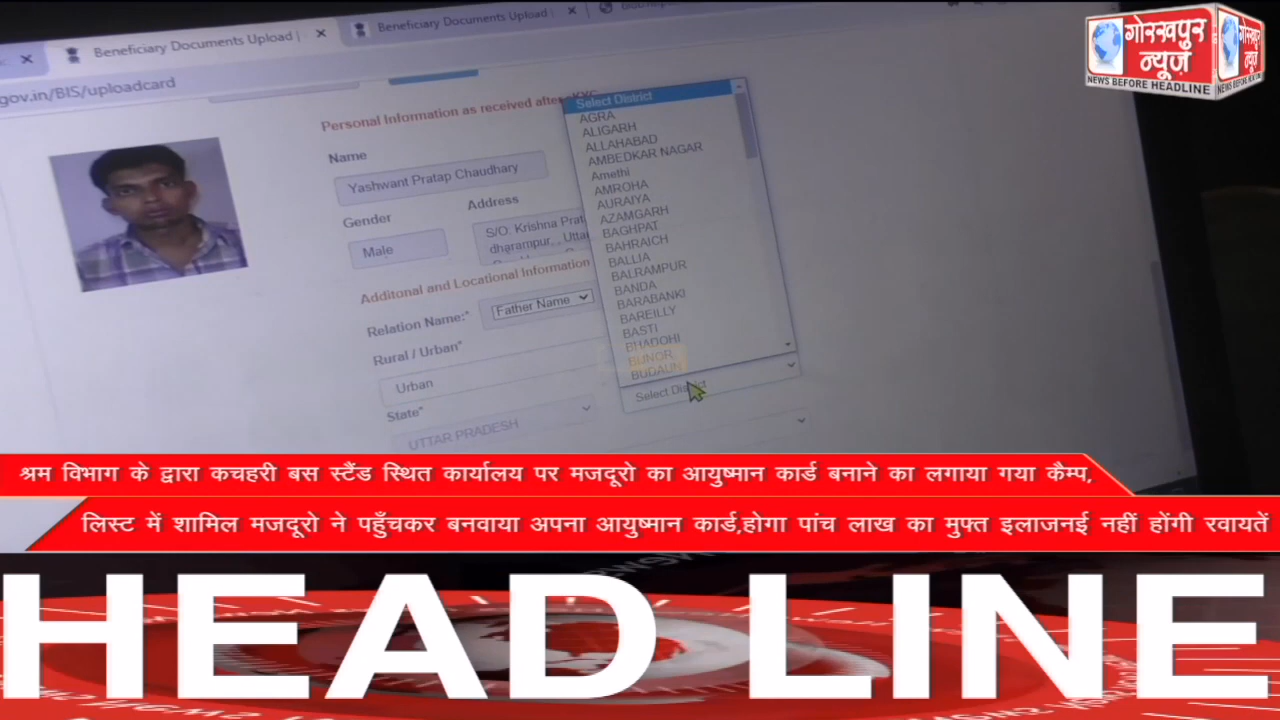 Beneficiary Documents Upload
Beneficiary Documents Upload
गोरखपुर
न्यूज़
NEWS BEFORE HEADLINE
gov.in/BIS/uploadcard
Personal Information as received after eKYC
Name
Yashwant Pratap Chaudhary
Gender
Address
Male
S/O. Krishna Prat
dharampur, , Uttar
Additonal and Locational Information
Relation Name:*
Father Name
Rural / Urban*
Urban
State*
UTTAR PRADESH
Select District
AGRA
ALIGARH
ALLAHABAD
AMBEDKAR NAGAR
Amethi
AMROHA
AURAIYA
AZAMGARH
BAGHPAT
BAHRAICH
BALLIA
BALRAMPUR
BANDA
BARABANKI
BAREILLY
BASTI
BHADOHI
BIJNOR
BUDAUN
Select District
श्रम विभाग के द्वारा कचहरी बस स्टैंड स्थित कार्यालय पर मजदूरो का आयुष्मान कार्ड बनाने का लगाया गया कैम्प,
लिस्ट में शामिल मजदूरो ने पहुँचकर बनवाया अपना आयुष्मान कार्ड,होगा पांच लाख का मुफ्त इलाजनई नहीं होंगी रवायतें
HEAD LINE